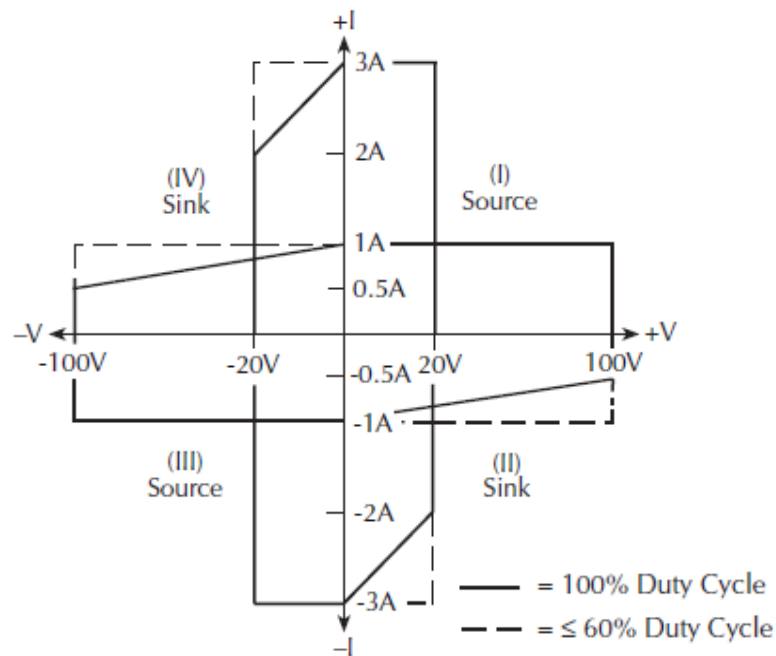 +I
3A
2A
(IV)
Sink
(I)
Source
1A
0.5A
–V
+V
-100V
-20V
20V
100V
-0.5A
-1A
(III)
Source
(II)
Sink
-2A
-3A
–I
= 100% Duty Cycle
= ≤ 60% Duty Cycle